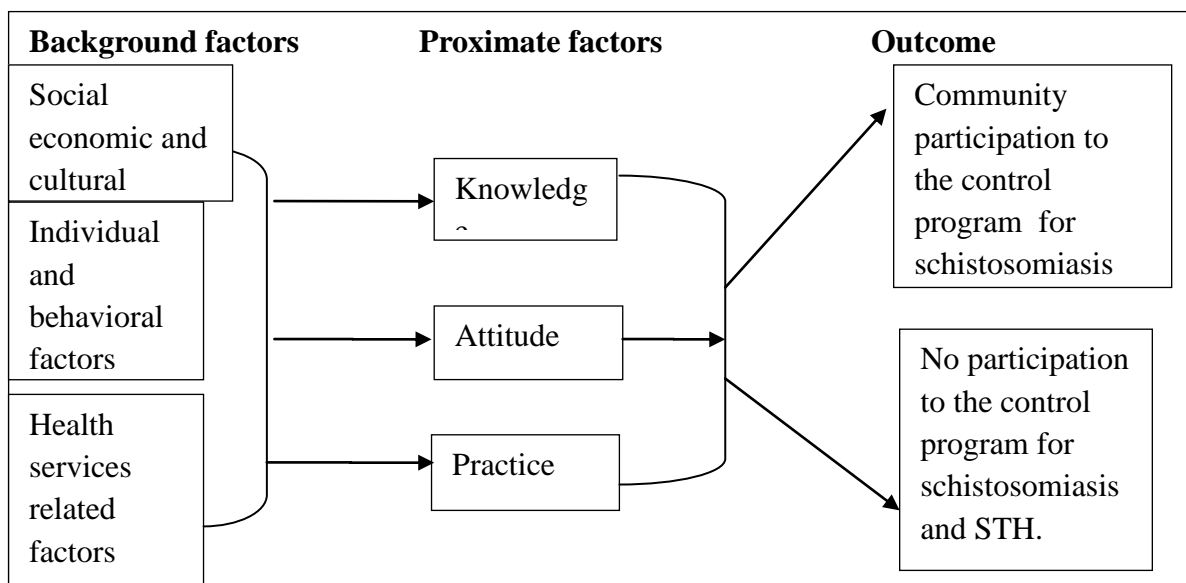 Background factors
Proximate factors
Outcome
Social
economic and
cultural
Individual
and
behavioral
factors
Health
services
related
factors
Knowledg
Attitude
Practice
Community
participation to
the control
program for
schistosomiasis
No participation
to the control
program for
schistosomiasis
and STH.